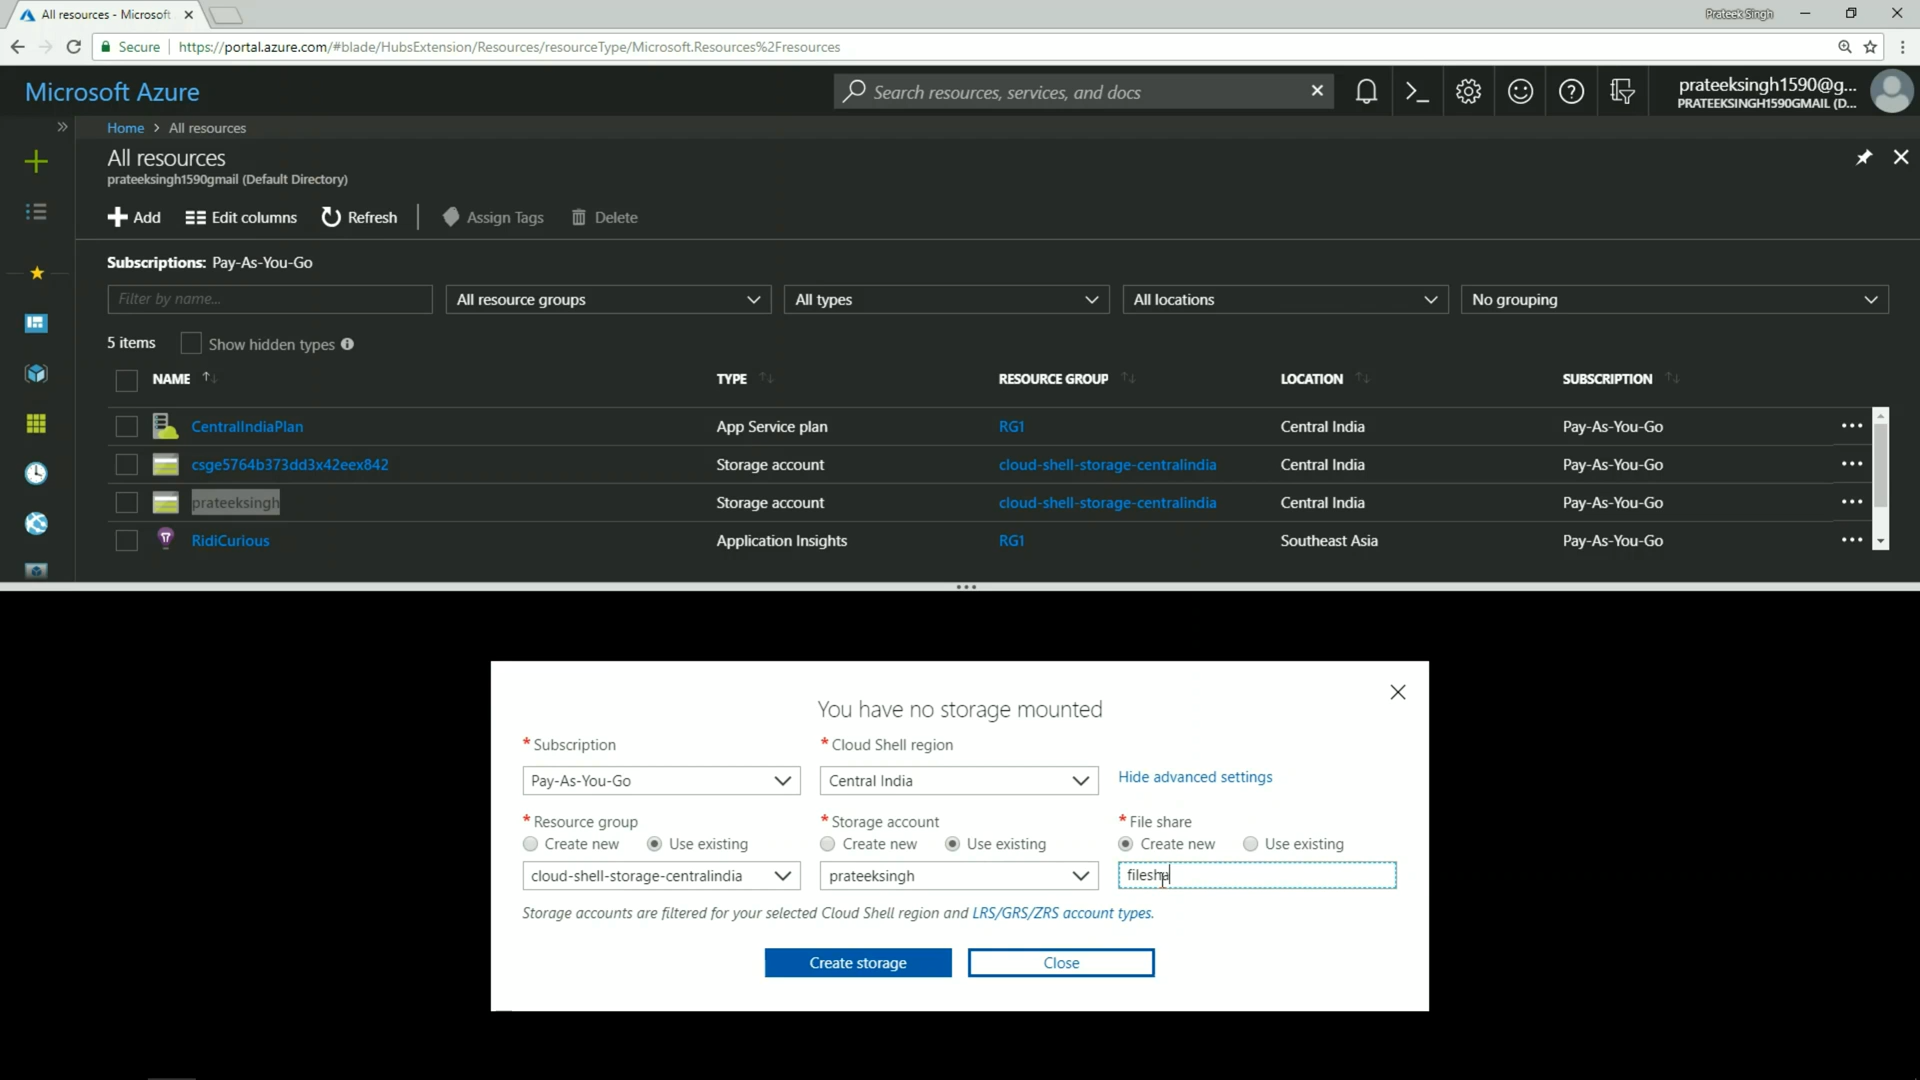 All resources - Microsoft
Prateek Singh
Secure https://portal.azure.com/#blade/HubsExtension/Resources/resourceType/Microsoft.Resources%2Fresources
Microsoft Azure
Search resources, services, and docs
prateeksingh1590@g...
PRATEEKSINGH1590GMAIL (D...
Home > All resources
All resources
prateeksingh1590gmail (Default Directory)
Add Edit columns Refresh Assign Tags Delete
Subscriptions: Pay-As-You-Go
Filter by name... All resource groups All types All locations No grouping
5 items Show hidden types
NAME TYPE RESOURCE GROUP LOCATION SUBSCRIPTION
CentralIndiaPlan App Service plan RG1 Central India Pay-As-You-Go
csge5764b373dd3x42eex842 Storage account cloud-shell-storage-centralindia Central India Pay-As-You-Go
prateeksingh Storage account cloud-shell-storage-centralindia Central India Pay-As-You-Go
RidiCurious Application Insights RG1 Southeast Asia Pay-As-You-Go
You have no storage mounted
* Subscription * Cloud Shell region
Pay-As-You-Go Central India Hide advanced settings
* Resource group * Storage account * File share
Create new Use existing Create new Use existing Create new Use existing
cloud-shell-storage-centralindia prateeksingh filesha
Storage accounts are filtered for your selected Cloud Shell region and LRS/GRS/ZRS account types.
Create storage Close